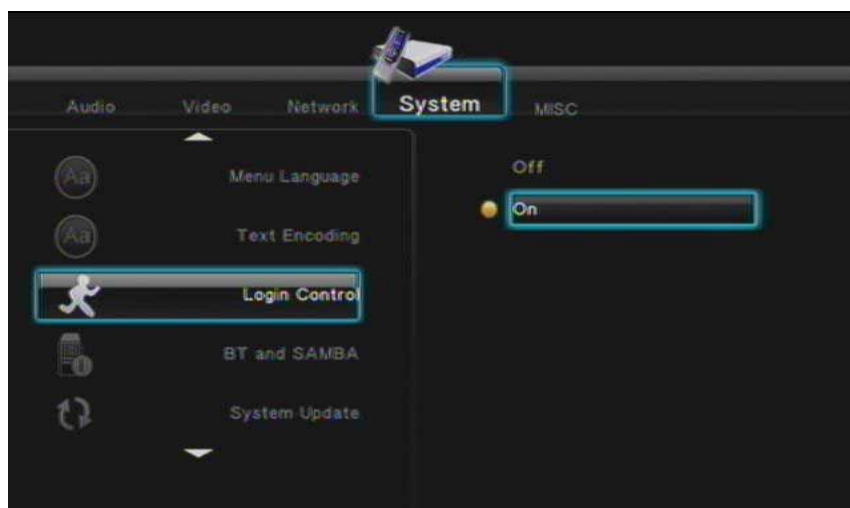 Audio Video Network System MISC
Menu Language
Text Encoding
Login Control
BT and SAMBA
System Update
Off
On